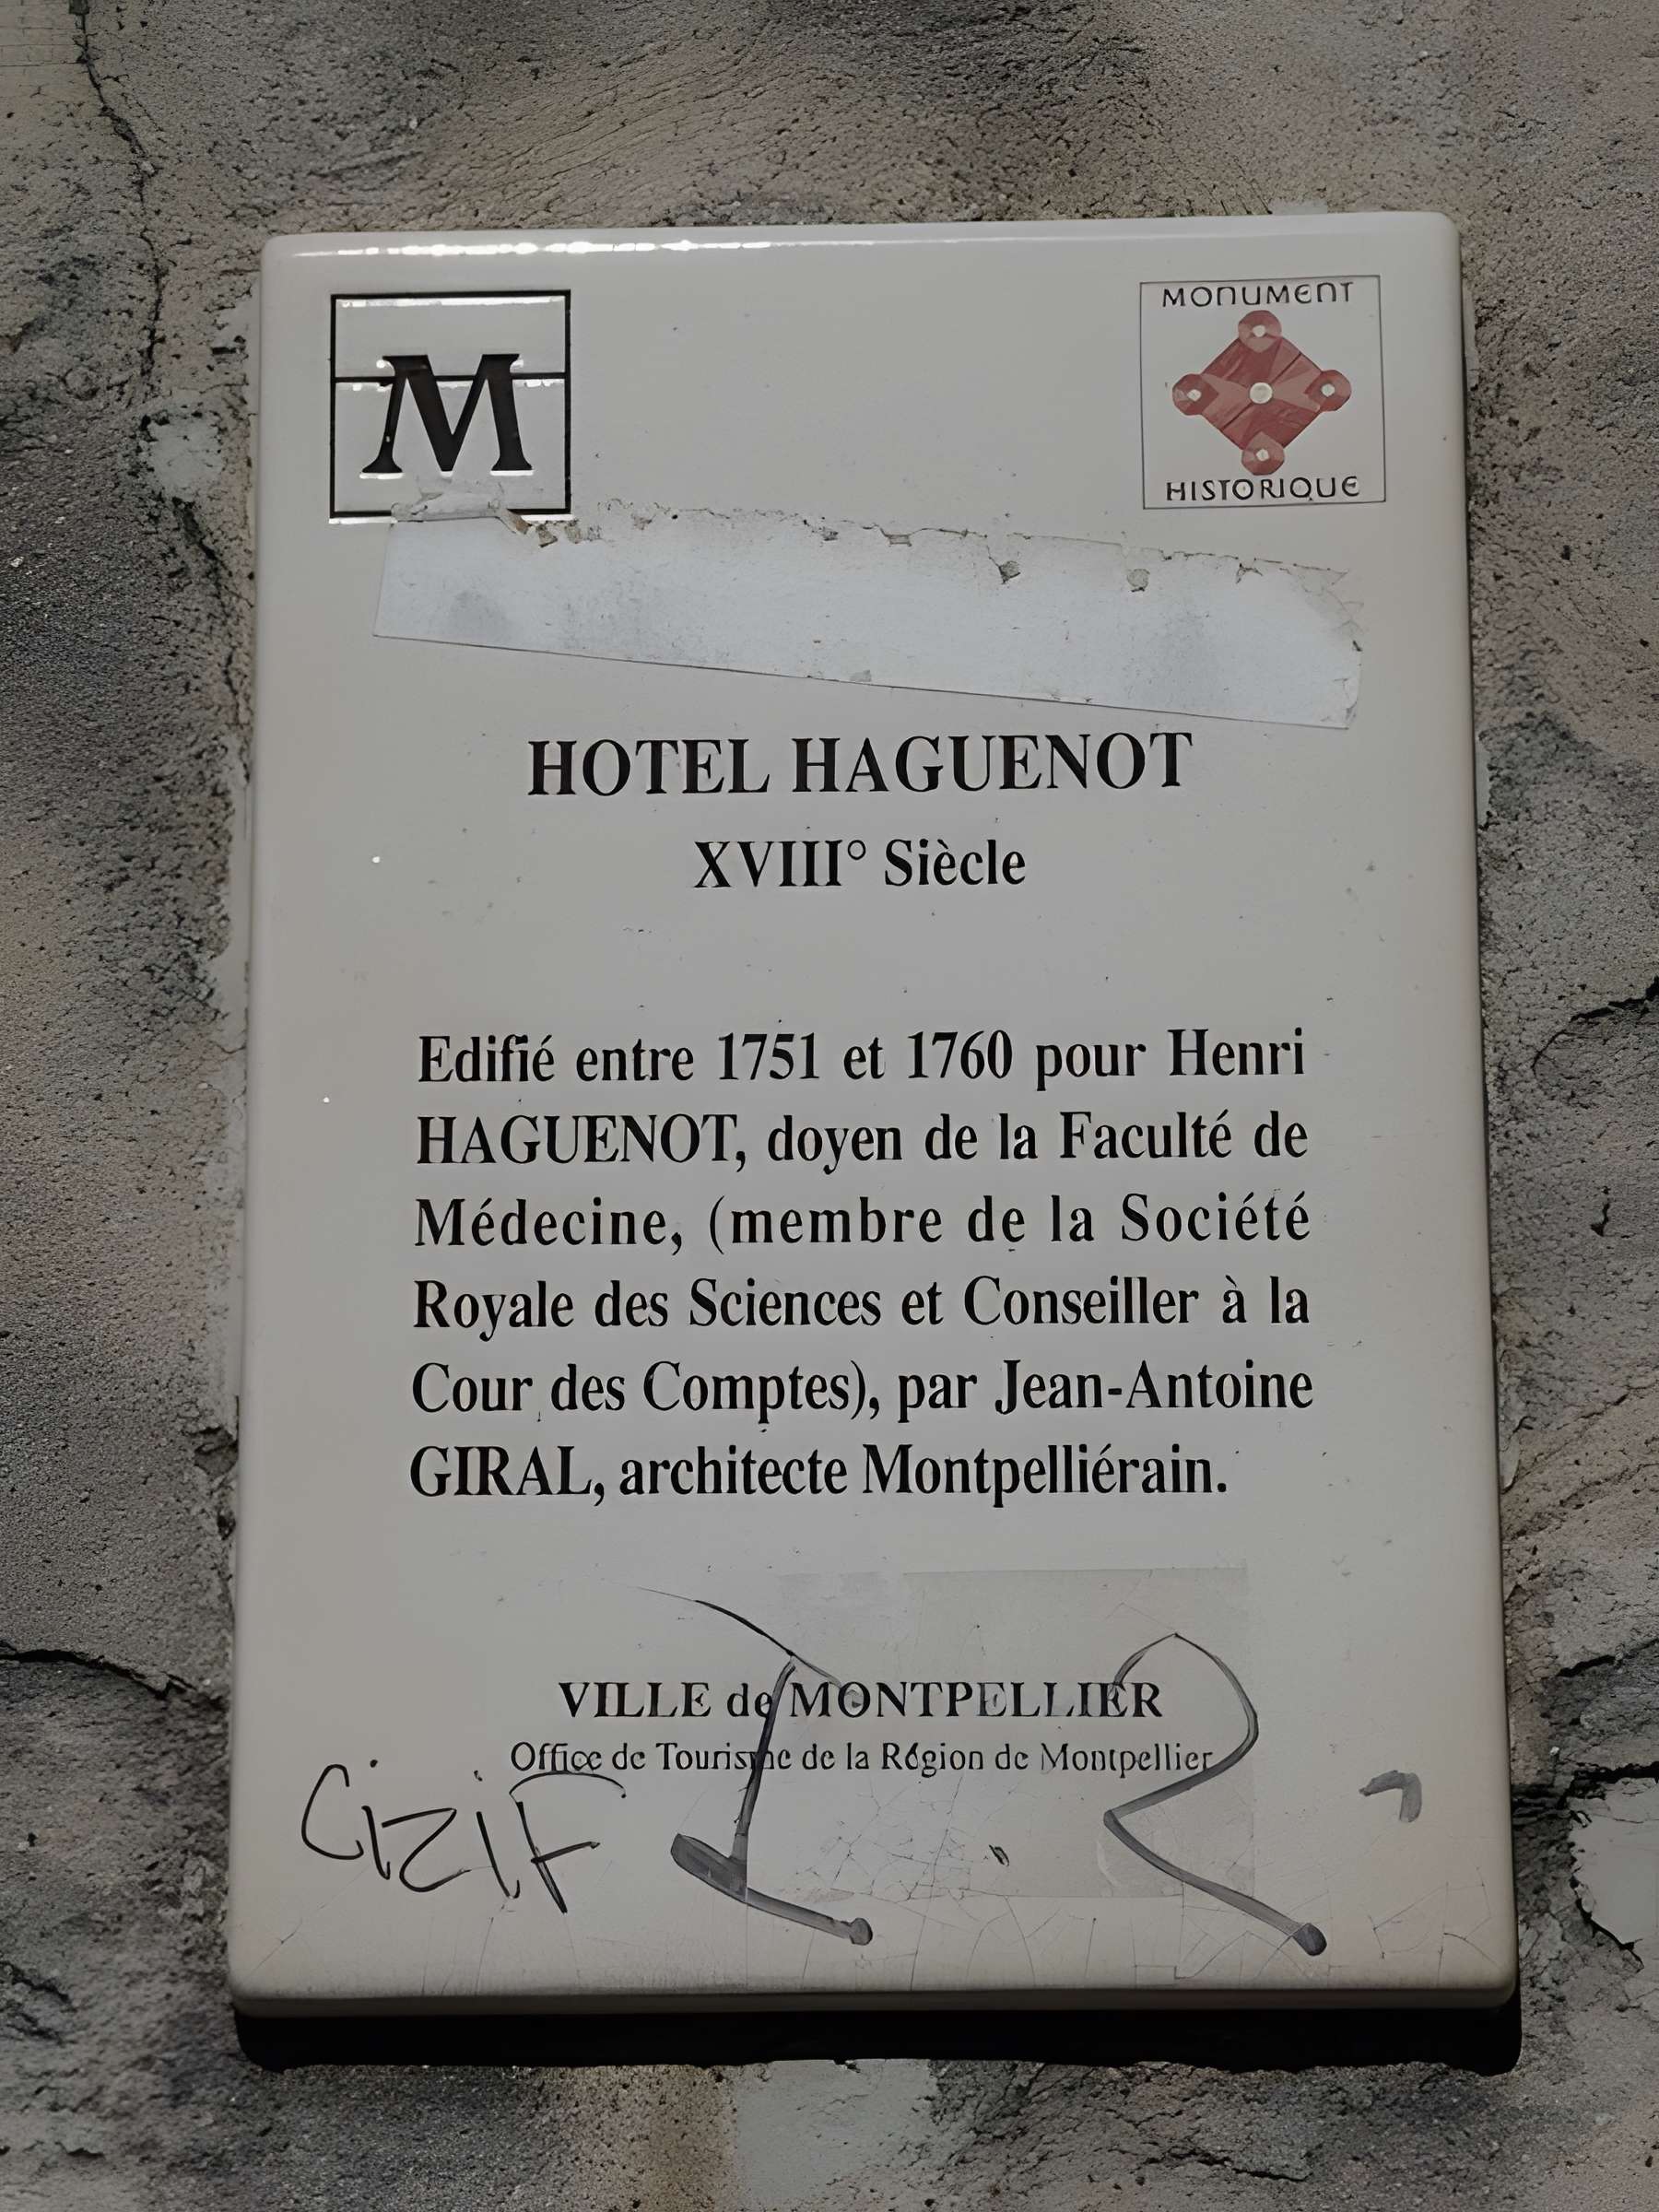 M
MONUMENT
HISTORIQUE
HOTEL HAGUENOT
XVIII° Siècle
Edifié entre 1751 et 1760 pour Henri
HAGUENOT, doyen de la Faculté de
Médecine, (membre de la Société
Royale des Sciences et Conseiller à la
Cour des Comptes), par Jean-Antoine
GIRAL, architecte Montpelliérain.
VILLE de MONTPELLIER
Office de Tourisme de la Région de Montpellier